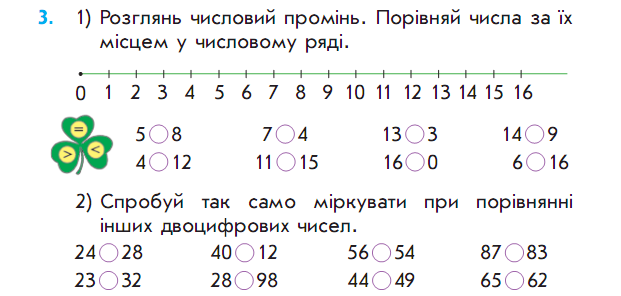 3. 1) Розглянь числовий промінь. Порівняй числа за їх
місцем у числовому ряді.
0 1 2 3 4 5 6 7 8 9 10 11 12 13 14 15 16
= > <
5 ○ 8 7 ○ 4 13 ○ 3 14 ○ 9
4 ○ 12 11 ○ 15 16 ○ 0 6 ○ 16
2) Спробуй так само міркувати при порівнянні
інших двоцифрових чисел.
24 ○ 28 40 ○ 12 56 ○ 54 87 ○ 83
23 ○ 32 28 ○ 98 44 ○ 49 65 ○ 62